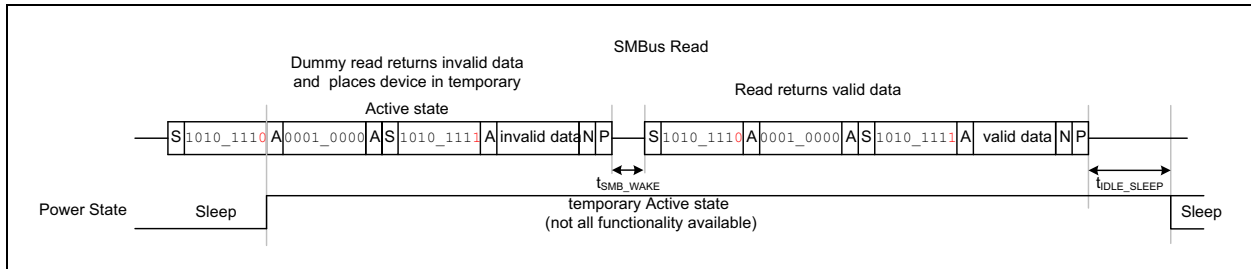 SMBus Read
Dummy read returns invalid data
and places device in temporary
Active state
Read returns valid data
S 1010_1110 A 0001_0000 A S 1010_1111 A invalid data N P S 1010_1110 A 0001_0000 A S 1010_1111 A valid data N P
tSMB_WAKE tIDLE_SLEEP
Power State Sleep temporary Active state Sleep
(not all functionality available)